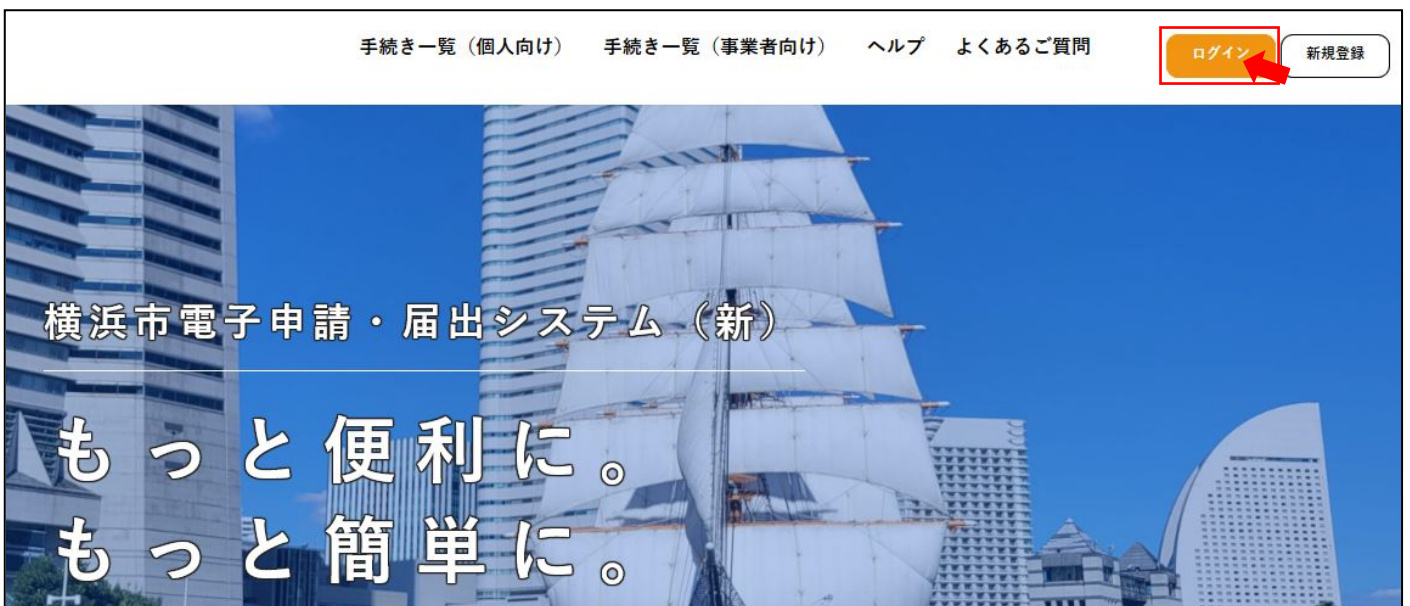 手続き一覧（個人向け） 手続き一覧（事業者向け） ヘルプ よくあるご質問 ログイン 新規登録
横浜市電子申請・届出システム（新）
もっと便利に。
もっと簡単に。